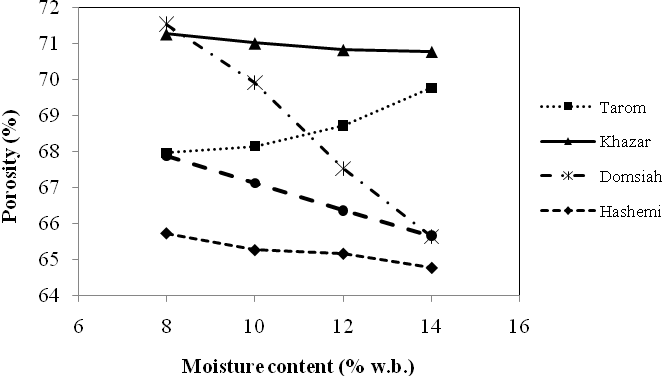 72
71
70
69
68
67
66
65
64
Porosity (%)
6
8
10
12
14
16
Moisture content (% w.b.)
Tarom
Khazar
Domsiah
Hashemi